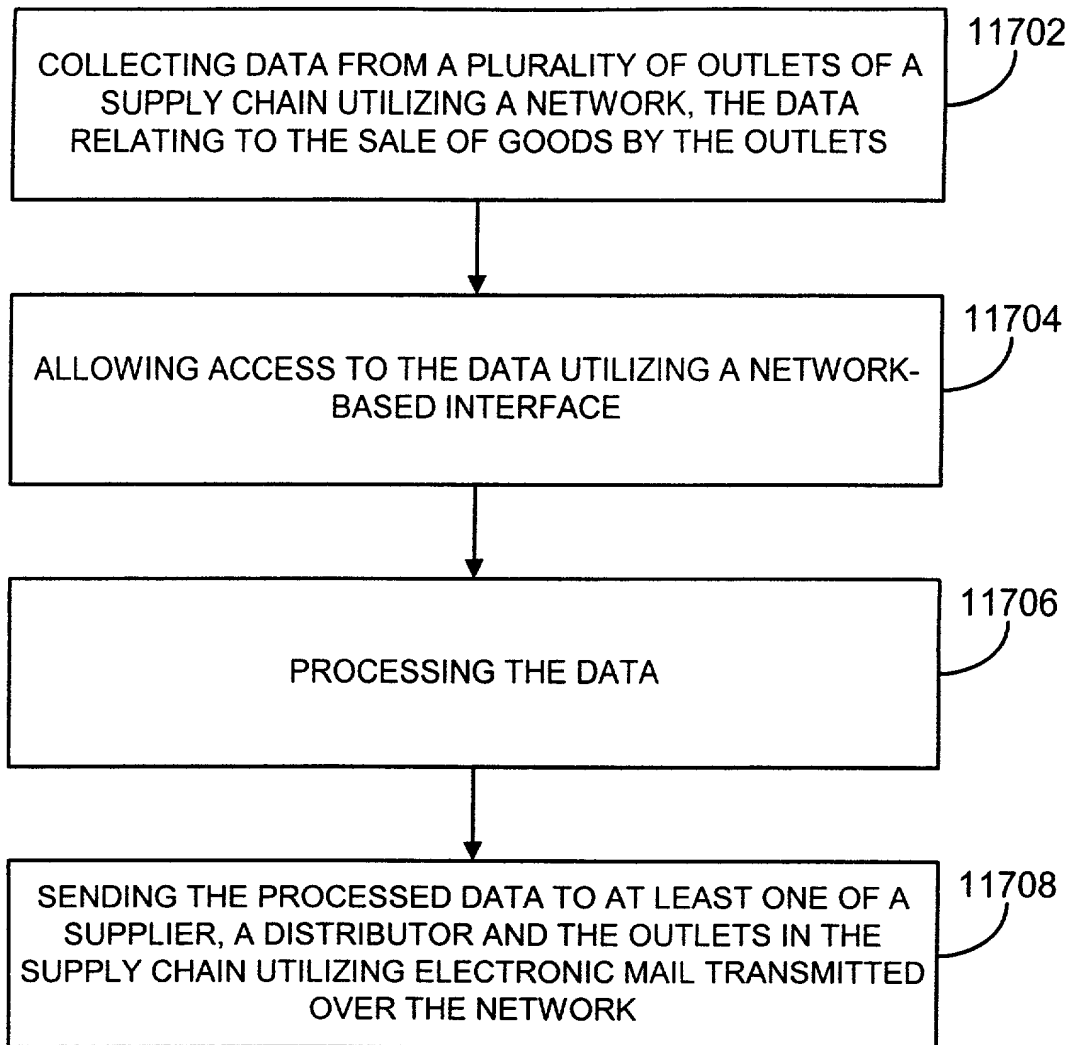 11702
COLLECTING DATA FROM A PLURALITY OF OUTLETS OF A
SUPPLY CHAIN UTILIZING A NETWORK, THE DATA
RELATING TO THE SALE OF GOODS BY THE OUTLETS
11704
ALLOWING ACCESS TO THE DATA UTILIZING A NETWORK-
BASED INTERFACE
11706
PROCESSING THE DATA
11708
SENDING THE PROCESSED DATA TO AT LEAST ONE OF A
SUPPLIER, A DISTRIBUTOR AND THE OUTLETS IN THE
SUPPLY CHAIN UTILIZING ELECTRONIC MAIL TRANSMITTED
OVER THE NETWORK